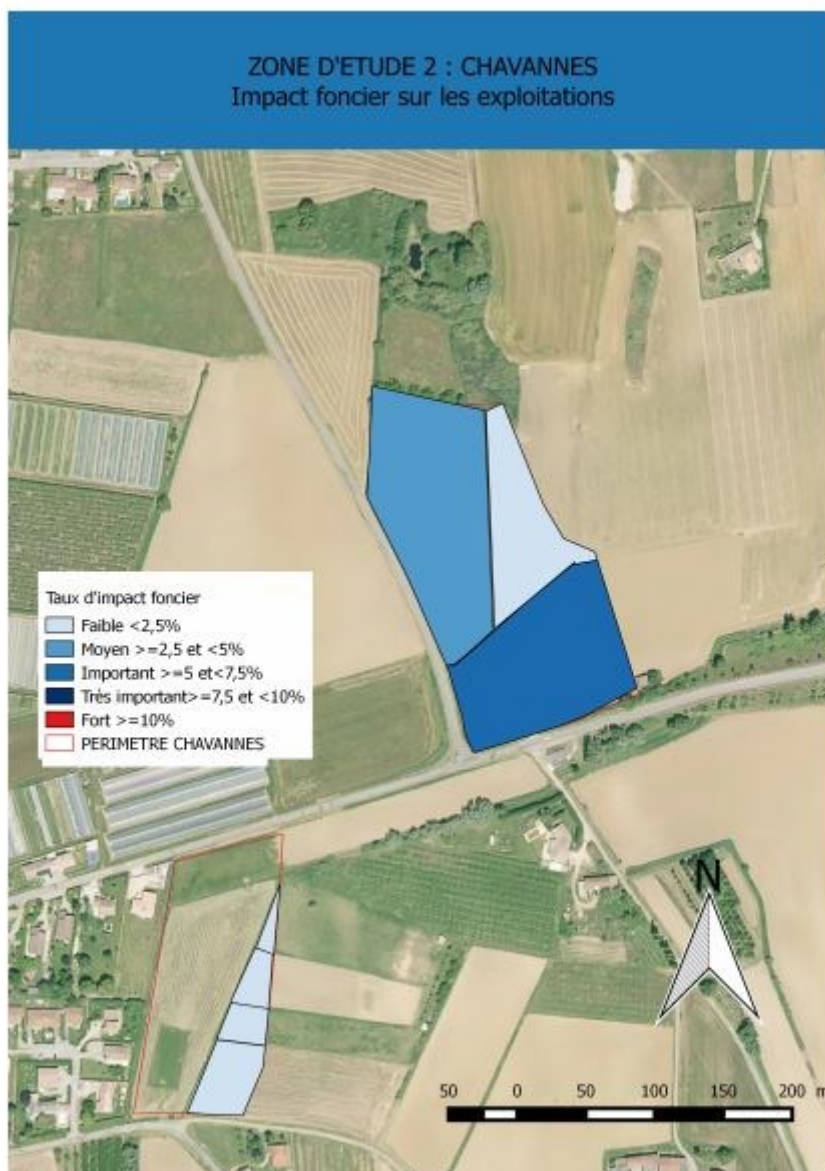 ZONE D'ETUDE 2 : CHAVANNES
Impact foncier sur les exploitations
Taux d'impact foncier
Faible <2,5%
Moyen >=2,5 et <5%
Important >=5 et<7,5%
Très important>=7,5 et <10%
Fort >=10%
PERIMETRE CHAVANNES
N
50 0 50 100 150 200 m